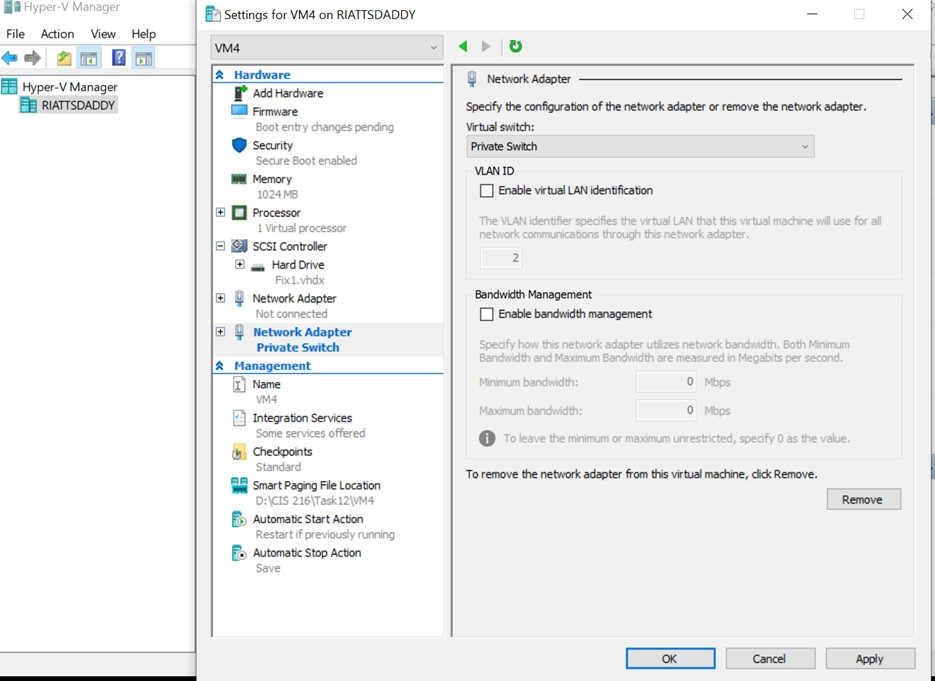 Hyper-V Manager
File Action View Help
Hyper-V Manager
RIATTSDADDY
Settings for VM4 on RIATTSDADDY
VM4
Hardware
Add Hardware
Firmware
Boot entry changes pending
Security
Secure Boot enabled
Memory
1024 MB
Processor
1 Virtual processor
SCSI Controller
Hard Drive
Fix1.vhdx
Network Adapter
Not connected
Network Adapter
Private Switch
Management
Name
VM4
Integration Services
Some services offered
Checkpoints
Standard
Smart Paging File Location
D:\CIS 216\Task12\VM4
Automatic Start Action
Restart if previously running
Automatic Stop Action
Save
Network Adapter
Specify the configuration of the network adapter or remove the network adapter.
Virtual switch:
Private Switch
VLAN ID
Enable virtual LAN identification
The VLAN identifier specifies the virtual LAN that this virtual machine will use for all
network communications through this network adapter.
2
Bandwidth Management
Enable bandwidth management
Specify how this network adapter utilizes network bandwidth. Both Minimum
Bandwidth and Maximum Bandwidth are measured in Megabits per second.
Minimum bandwidth: 0 Mbps
Maximum bandwidth: 0 Mbps
To leave the minimum or maximum unrestricted, specify 0 as the value.
To remove the network adapter from this virtual machine, click Remove.
Remove
OK Cancel Apply